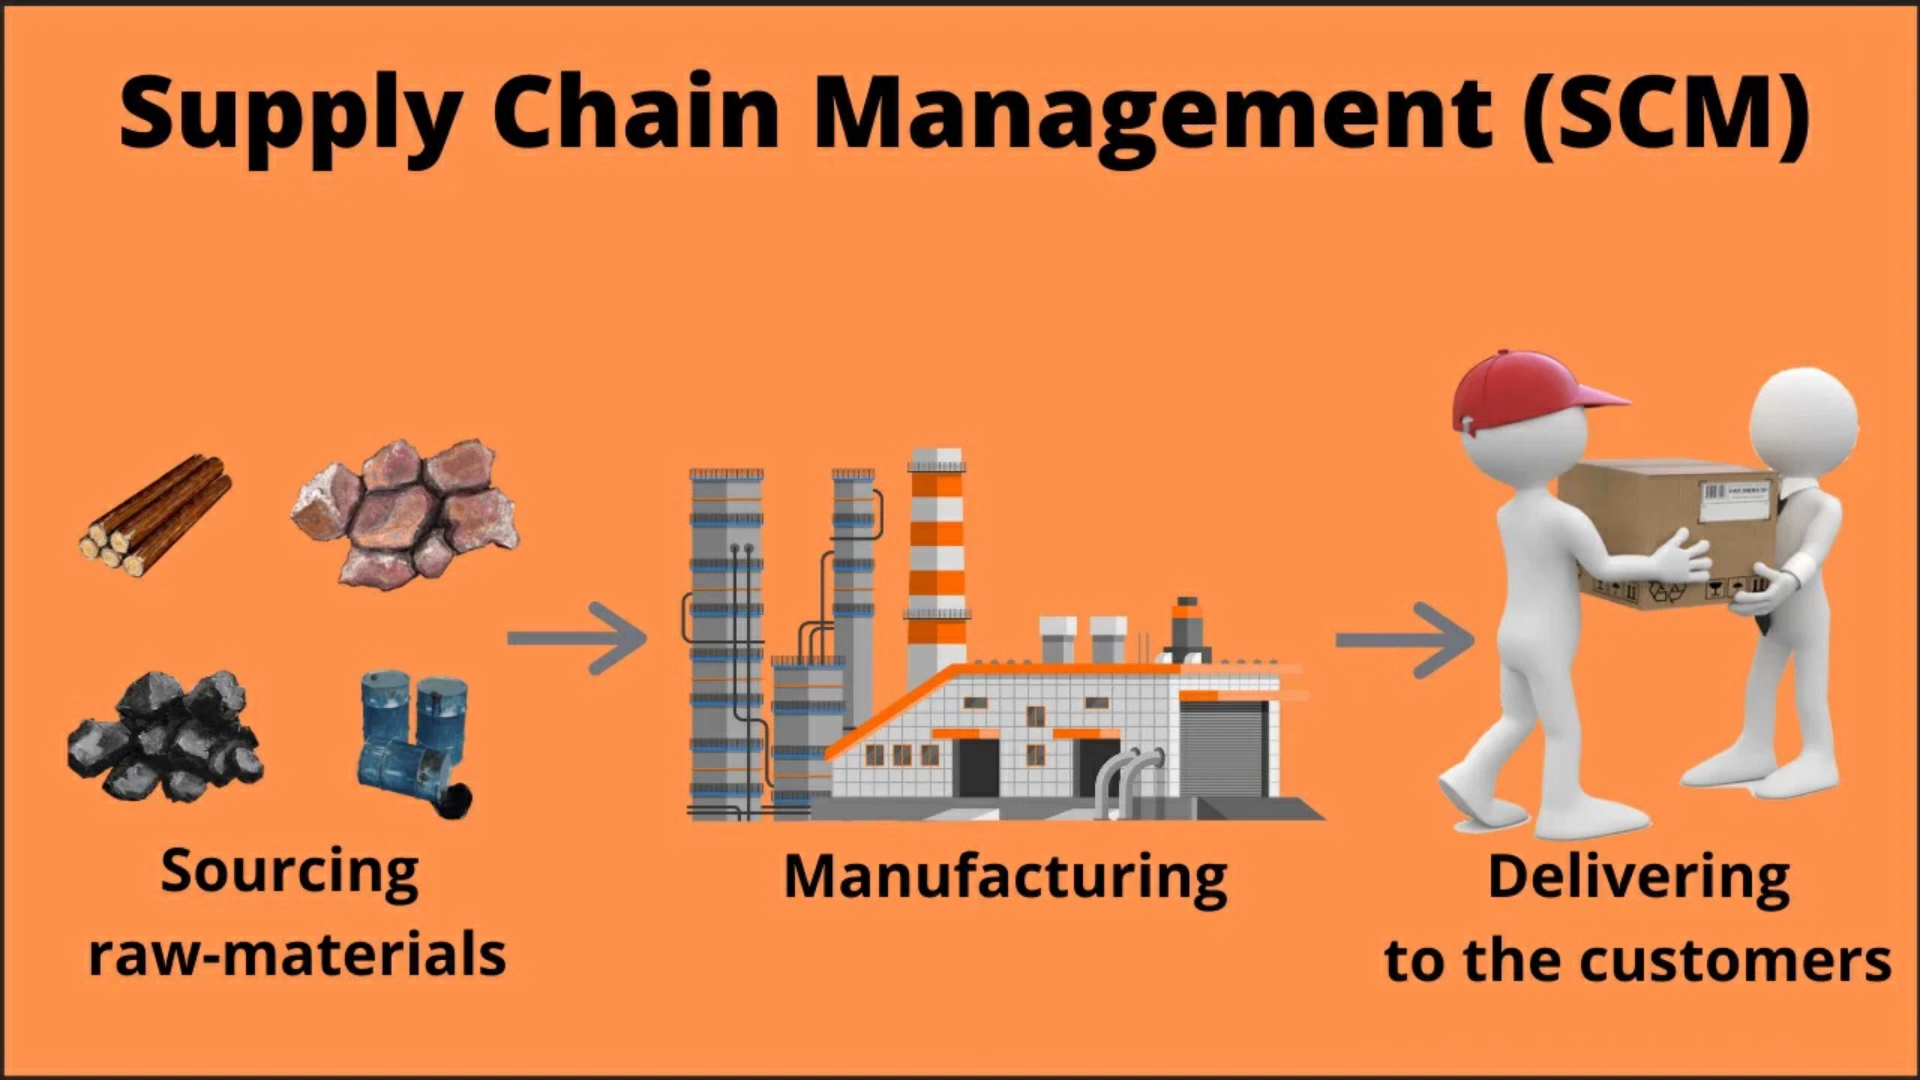 Supply Chain Management (SCM)
Sourcing
raw-materials
Manufacturing
Delivering
to the customers